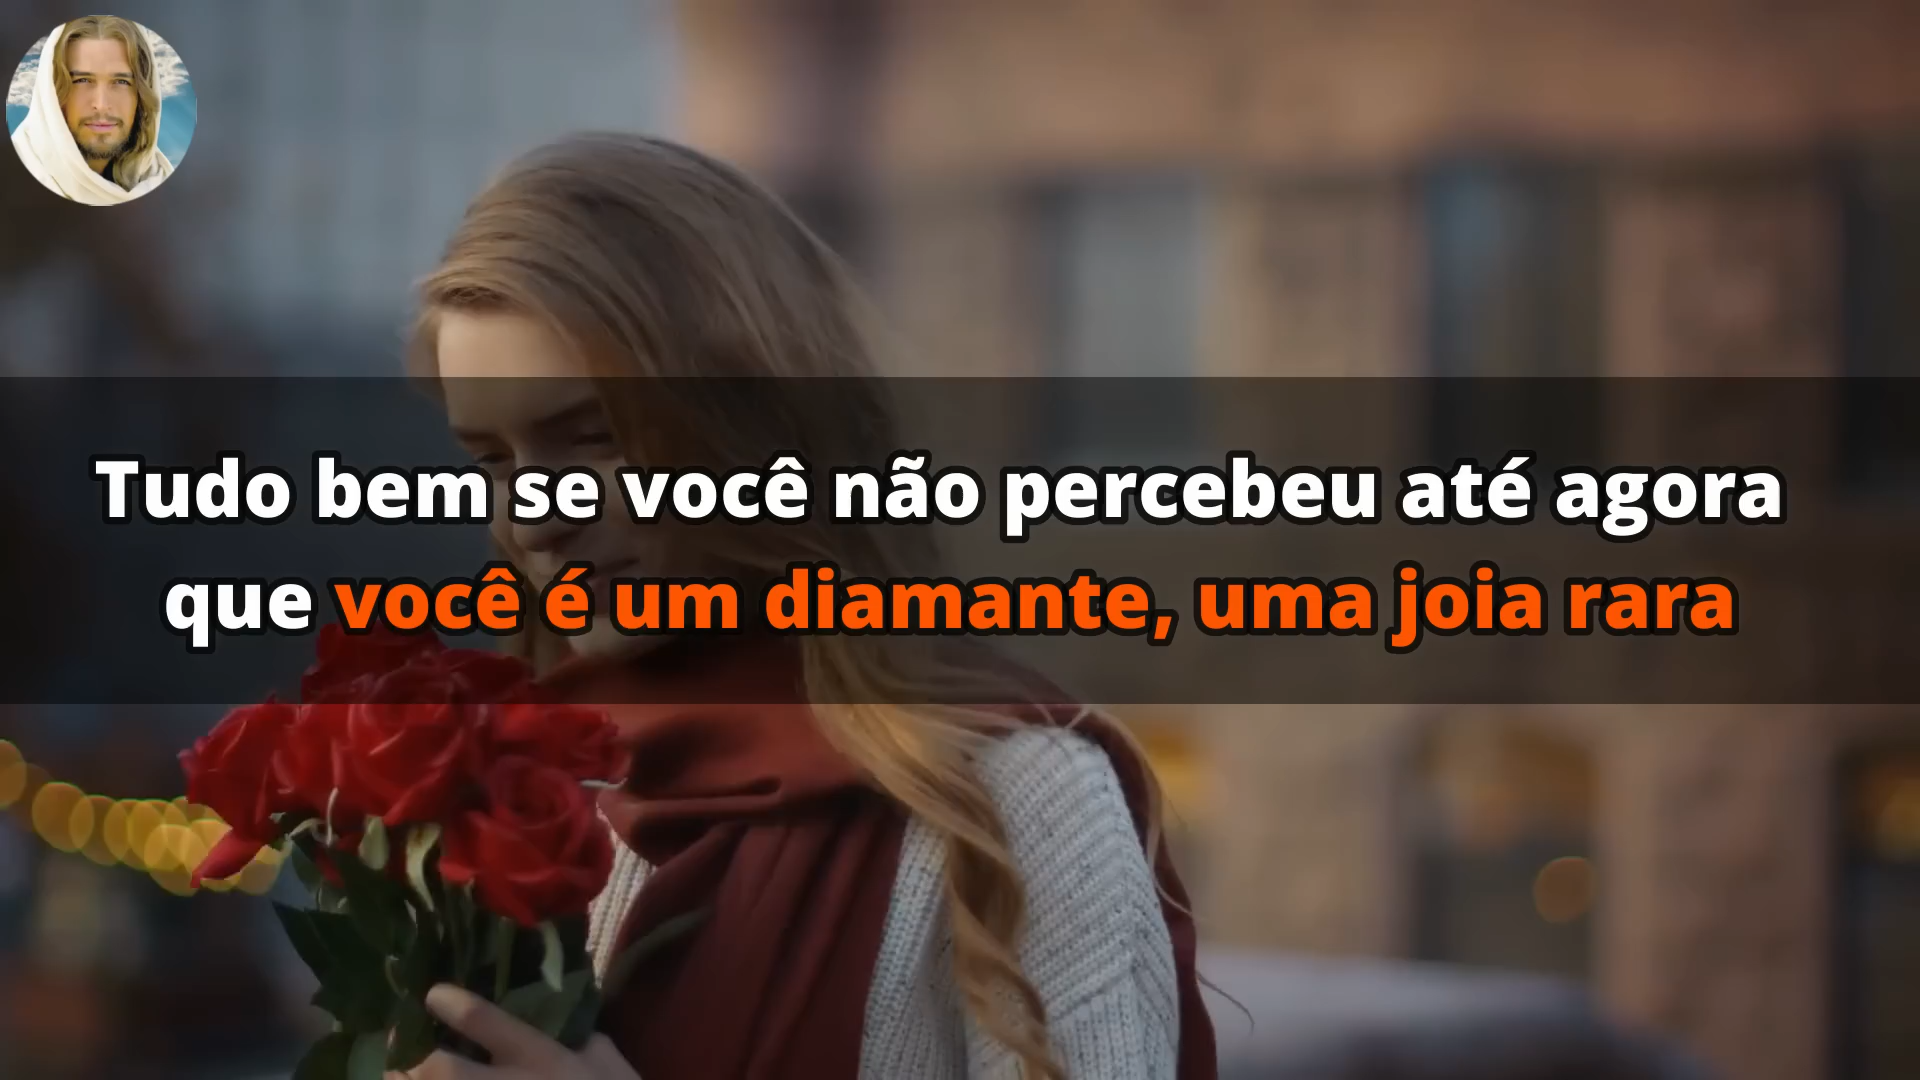 Tudo bem se você não percebeu até agora
que você é um diamante, uma joia rara